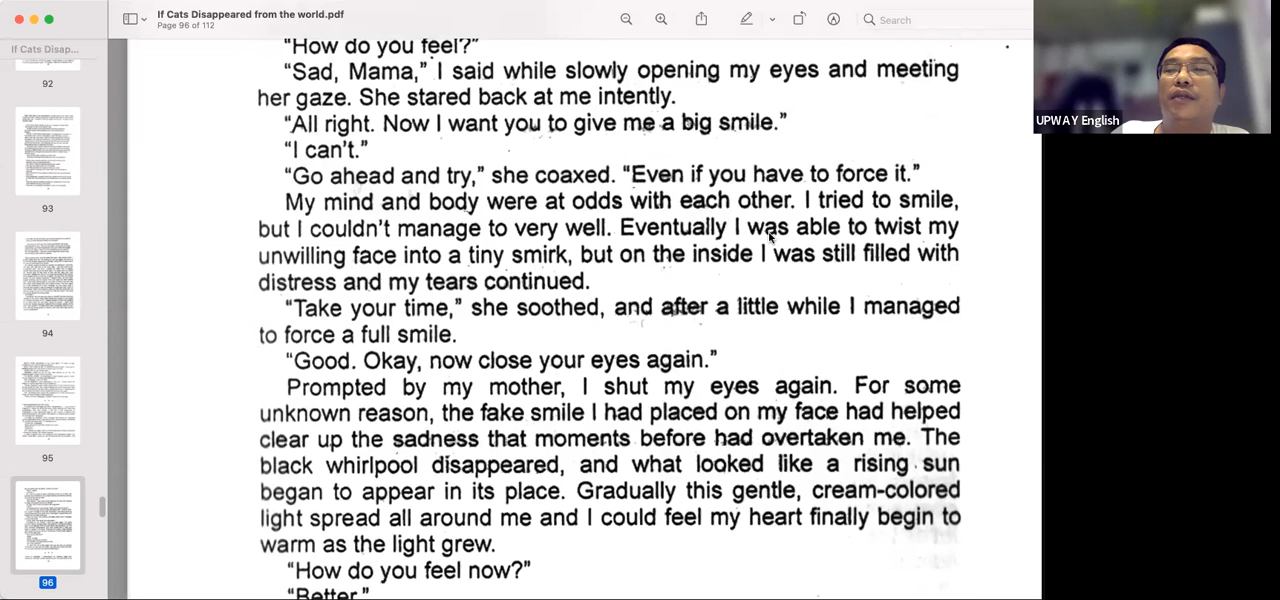 If Cats Disappeared from the world.pdf
Page 96 of 112
Search
If Cats Disap...
92
93
94
95
96
UPWAY English
“How do you feel?”
“Sad, Mama,” I said while slowly opening my eyes and meeting
her gaze. She stared back at me intently.
“All right. Now I want you to give me a big smile.”
“I can't.”
“Go ahead and try,” she coaxed. “Even if you have to force it.”
My mind and body were at odds with each other. I tried to smile,
but I couldn't manage to very well. Eventually I was able to twist my
unwilling face into a tiny smirk, but on the inside I was still filled with
distress and my tears continued.
“Take your time,” she soothed, and after a little while I managed
to force a full smile.
“Good. Okay, now close your eyes again.”
Prompted by my mother, I shut my eyes again. For some
unknown reason, the fake smile I had placed on my face had helped
clear up the sadness that moments before had overtaken me. The
black whirlpool disappeared, and what looked like a rising sun
began to appear in its place. Gradually this gentle, cream-colored
light spread all around me and I could feel my heart finally begin to
warm as the light grew.
“How do you feel now?”
“Better.”